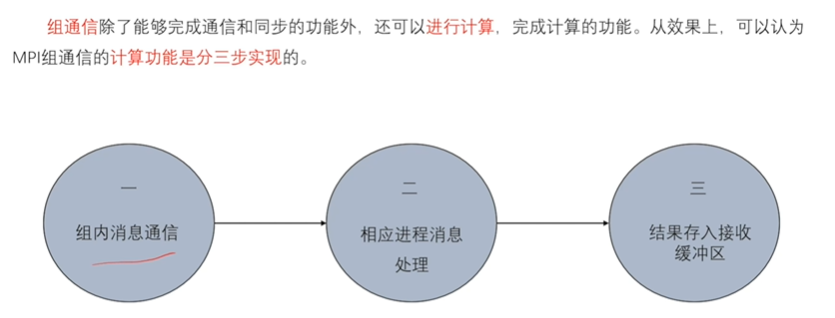 组通信除了能够完成通信和同步的功能外，还可以进行计算，完成计算的功能。从效果上，可以认为
MPI组通信的计算功能是分三步实现的。
一
组内消息通信
二
相应进程消息
处理
三
结果存入接收
缓冲区